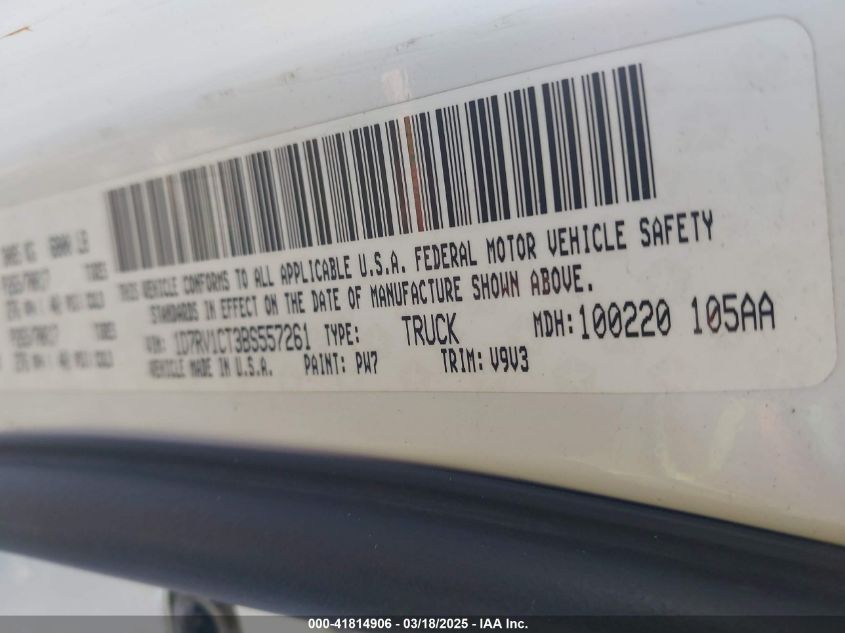 THIS VEHICLE CONFORMS TO ALL APPLICABLE U.S.A. FEDERAL MOTOR VEHICLE SAFETY
STANDARDS IN EFFECT ON THE DATE OF MANUFACTURE SHOWN ABOVE.
VIN: 1D7RV1CT3BS557261 TYPE: TRUCK MDH: 100220 105AA
VEHICLE MADE IN U.S.A. PAINT: PW7 TRIM: V9V3
000-41814906 - 03/18/2025 - IAA Inc.